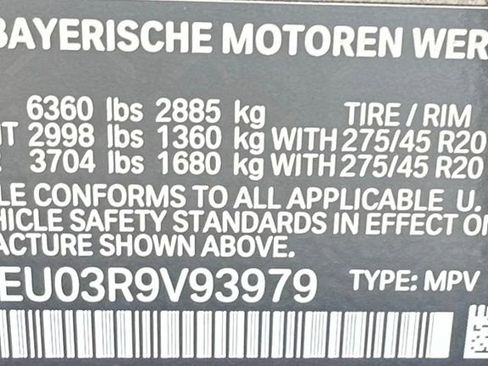 BAYERISCHE MOTOREN WER
6360 lbs 2885 kg TIRE / RIM
NT 2998 lbs 1360 kg WITH 275/45 R20
: 3704 lbs 1680 kg WITH 275/45 R20
LE CONFORMS TO ALL APPLICABLE U.
HICLE SAFETY STANDARDS IN EFFECT ON
ACTURE SHOWN ABOVE.
EU03R9V93979 TYPE: MPV